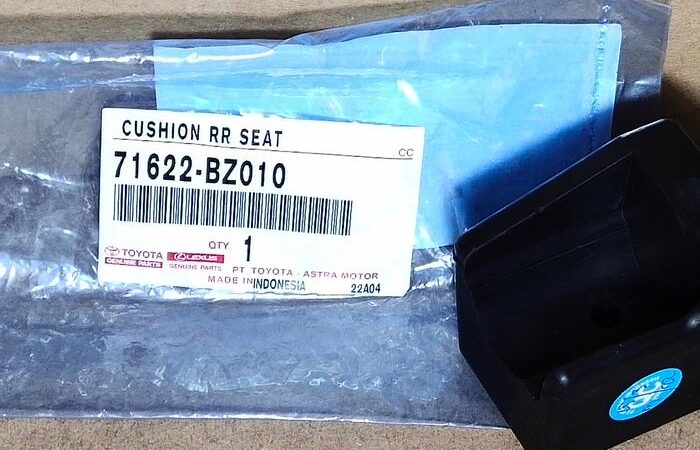 CUSHION RR SEAT
CC
71622-BZ010
QTY 1
TOYOTA LEXUS
GENUINE PARTS GENUINE PARTS PT TOYOTA - ASTRA MOTOR
MADE IN INDONESIA 22A04